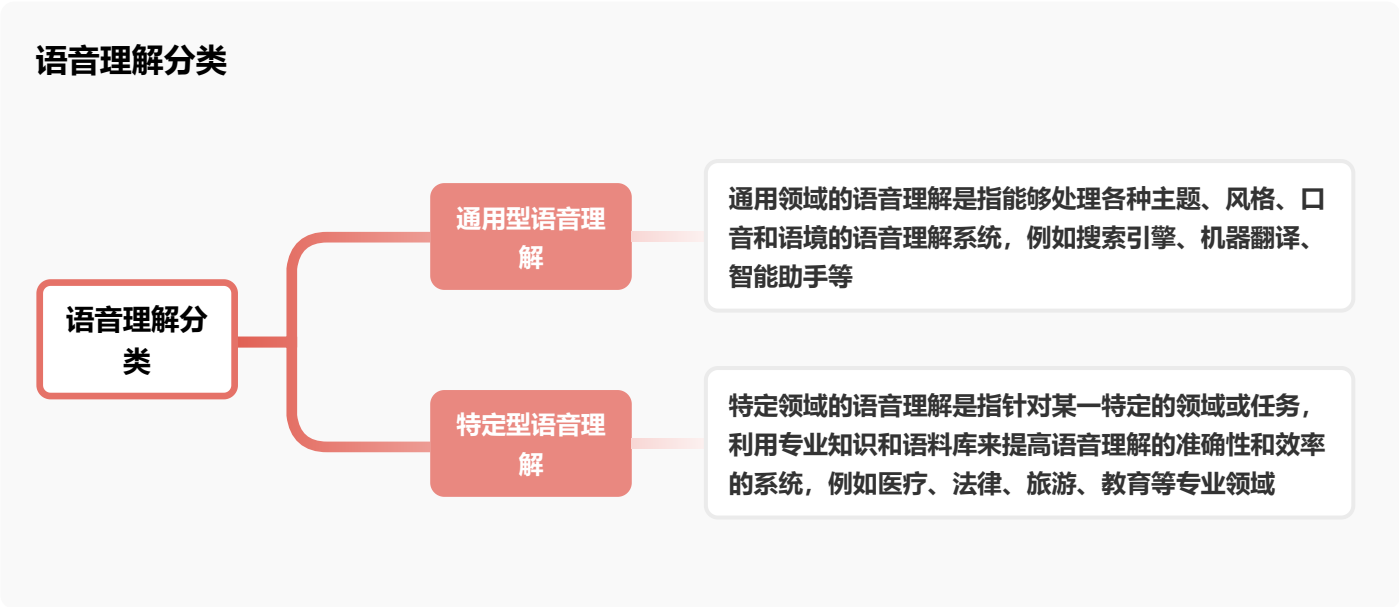 语音理解分类
语音理解分
类
通用型语音理
解
通用领域的语音理解是指能够处理各种主题、风格、口
音和语境的语音理解系统，例如搜索引擎、机器翻译、
智能助手等
特定型语音理
解
特定领域的语音理解是指针对某一特定的领域或任务，
利用专业知识和语料库来提高语音理解的准确性和效率
的系统，例如医疗、法律、旅游、教育等专业领域